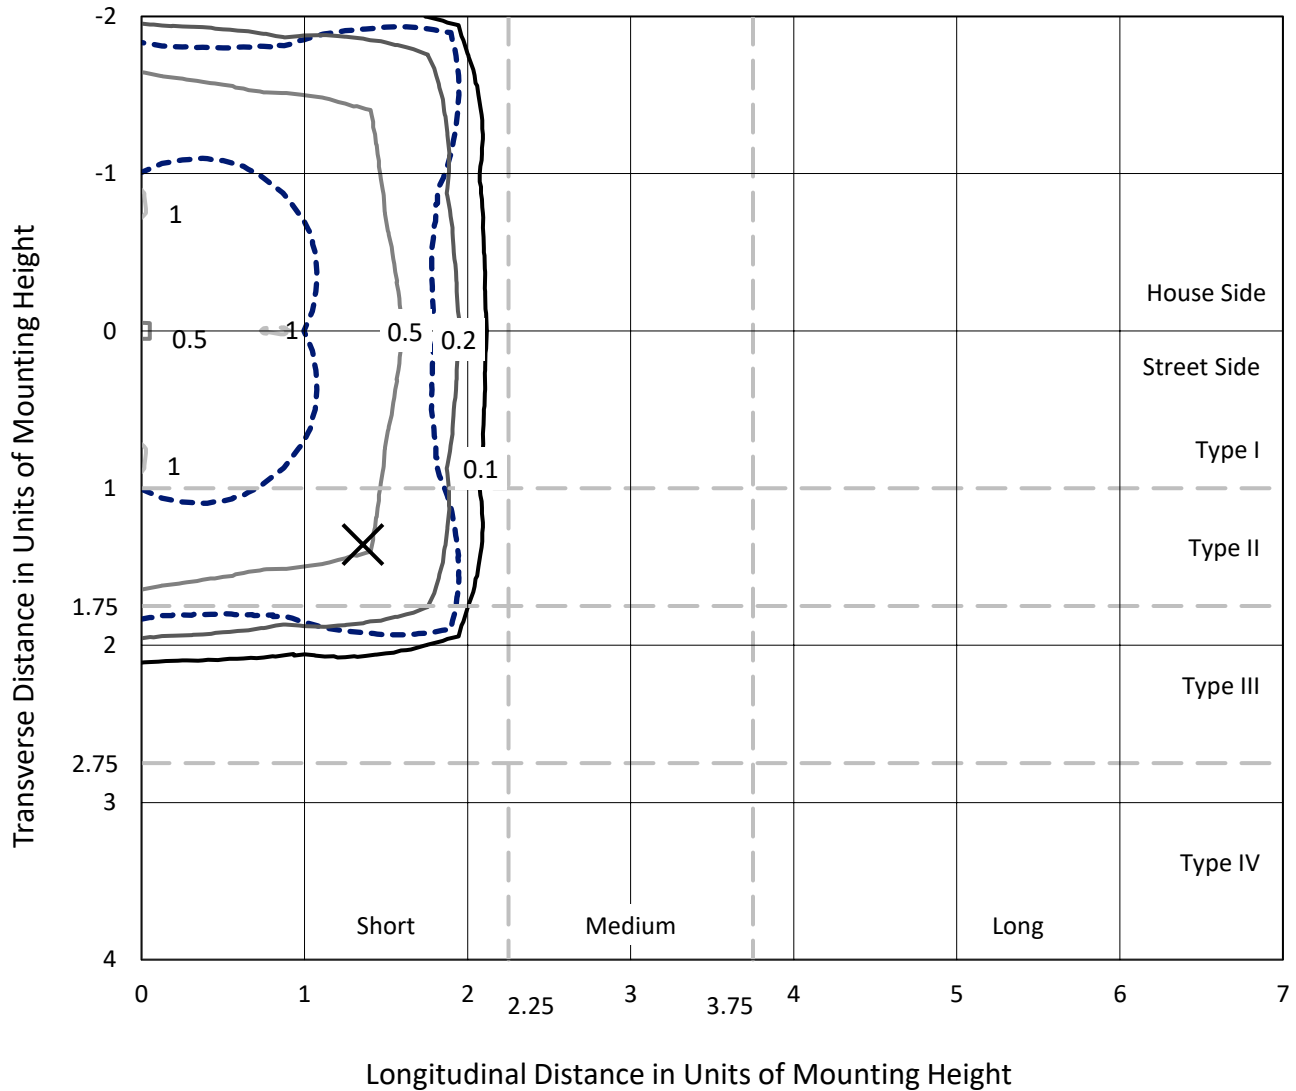 -2
-1
1
House Side
0
0.5
1
0.5
0.2
Street Side
Type I
1
0.1
1
Type II
1.75
2
Type III
2.75
3
Type IV
Short
Medium
Long
4
0
1
2
2.25
3
3.75
4
5
6
7
Transverse Distance in Units of Mounting Height
Longitudinal Distance in Units of Mounting Height